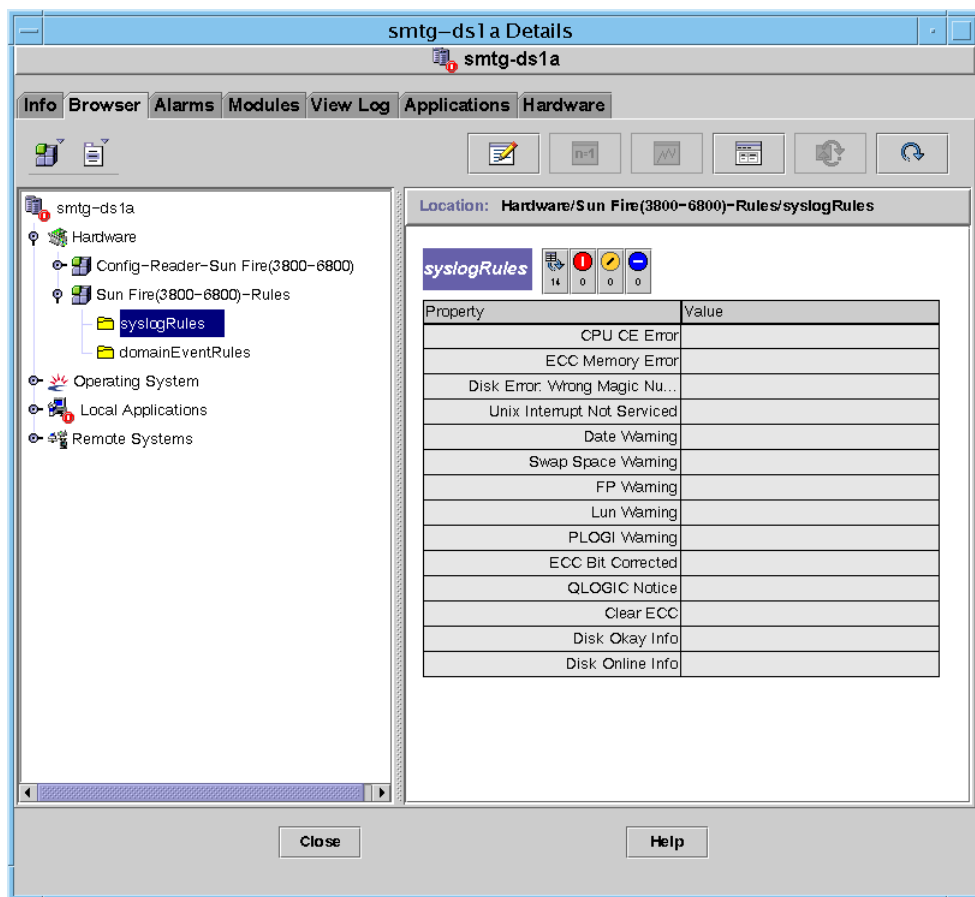 smtg–ds1a Details
smtg-ds1a
Info Browser Alarms Modules View Log Applications Hardware
n=1
smtg-ds1a
Hardware
Config-Reader-Sun Fire(3800-6800)
Sun Fire(3800-6800)-Rules
syslogRules
domainEventRules
Operating System
Local Applications
Remote Systems
Location: Hardware/Sun Fire(3800-6800)-Rules/syslogRules
syslogRules
14 0 0 0
Property Value
CPU CE Error
ECC Memory Error
Disk Error: Wrong Magic Nu...
Unix Interrupt Not Serviced
Date Warning
Swap Space Warning
FP Warning
Lun Warning
PLOGI Warning
ECC Bit Corrected
QLOGIC Notice
Clear ECC
Disk Okay Info
Disk Online Info
Close Help